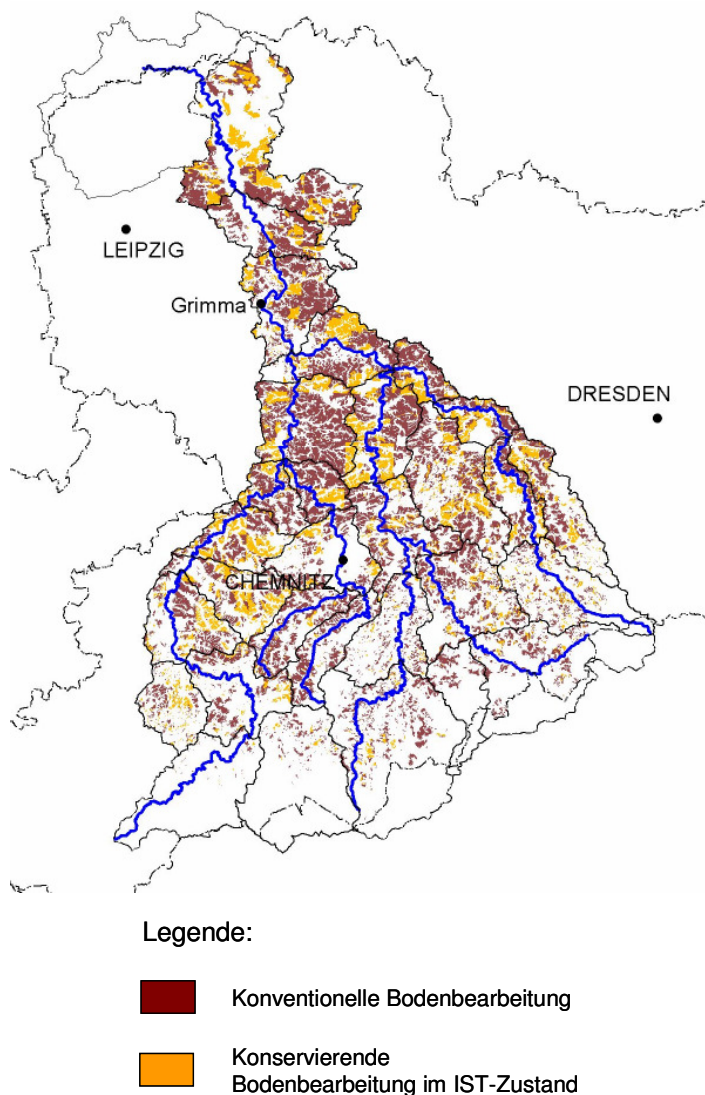 LEIPZIG
Grimma
DRESDEN
CHEMNITZ
Legende:
Konventionelle Bodenbearbeitung
Konservierende
Bodenbearbeitung im IST-Zustand